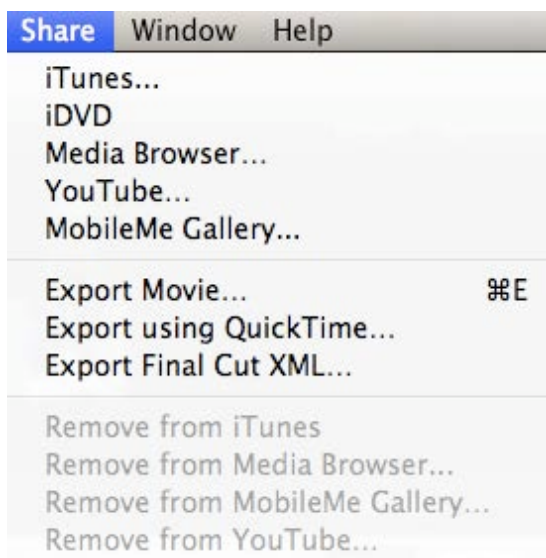 Share Window Help
iTunes...
iDVD
Media Browser...
YouTube...
MobileMe Gallery...
Export Movie... ⌘E
Export using QuickTime...
Export Final Cut XML...
Remove from iTunes
Remove from Media Browser...
Remove from MobileMe Gallery...
Remove from YouTube...